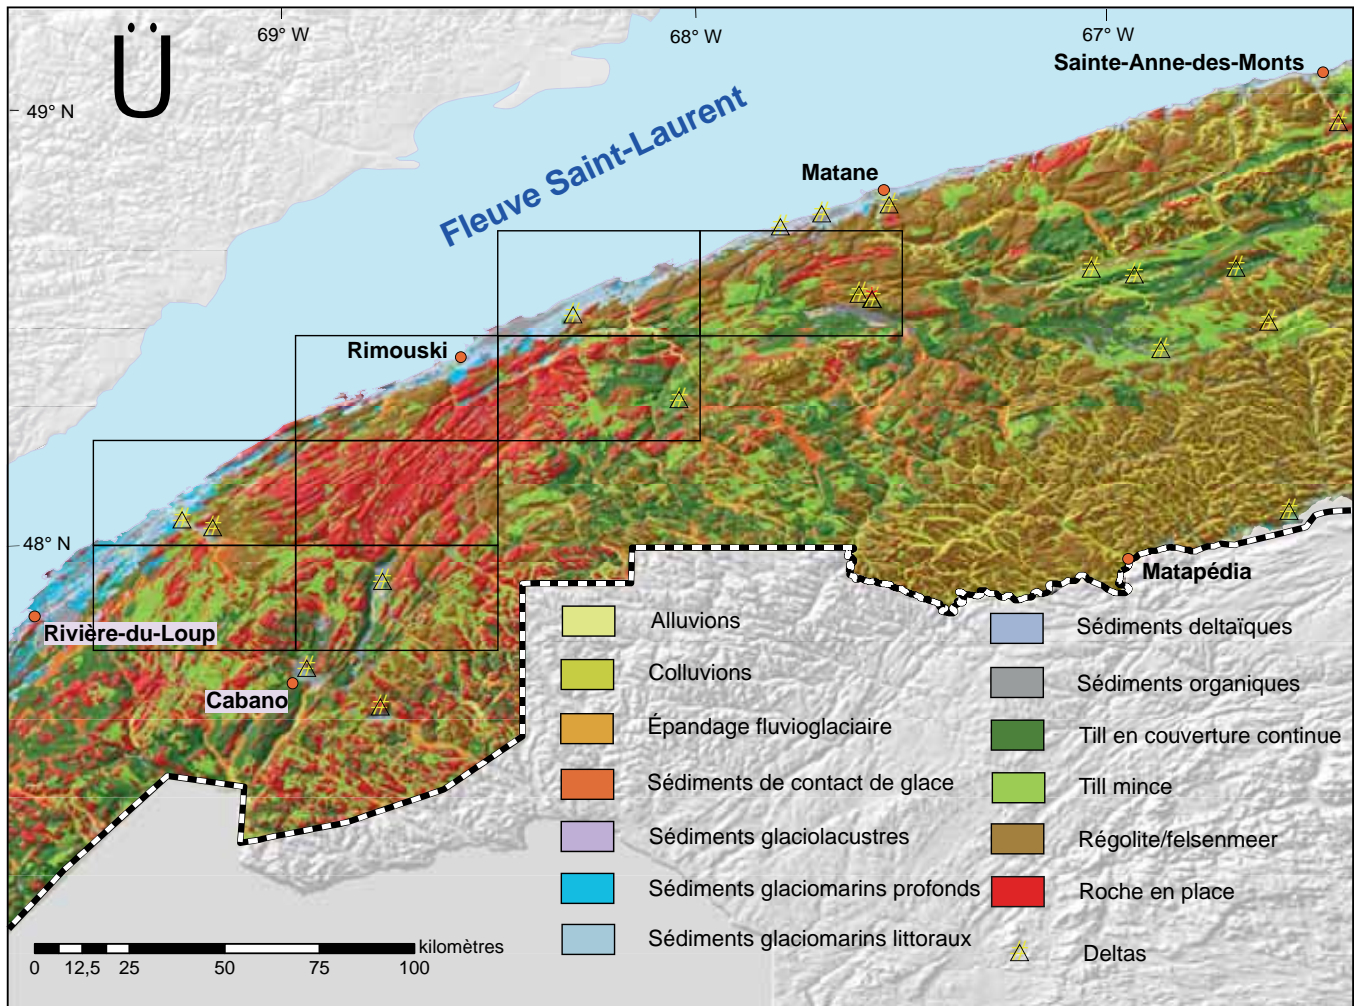 69° W
68° W
67° W
Ü
Sainte-Anne-des-Monts
49° N
Fleuve Saint-Laurent
Matane
Rimouski
48° N
Matapédia
Rivière-du-Loup
Cabano
Alluvions
Colluvions
Épandage fluvioglaciaire
Sédiments de contact de glace
Sédiments glaciolacustres
Sédiments glaciomarins profonds
Sédiments glaciomarins littoraux
Sédiments deltaïques
Sédiments organiques
Till en couverture continue
Till mince
Régolite/felsenmeer
Roche en place
Deltas
kilomètres
0 12,5 25 50 75 100